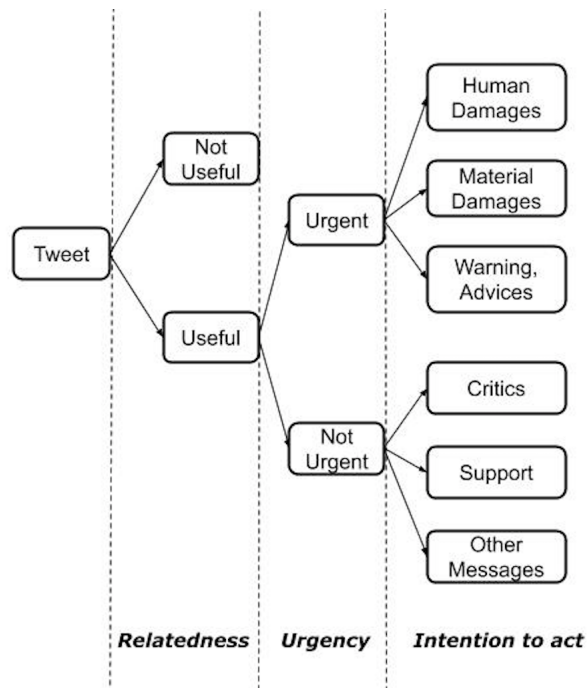 Tweet
Not
Useful
Useful
Urgent
Not
Urgent
Human
Damages
Material
Damages
Warning,
Advices
Critics
Support
Other
Messages
Relatedness
Urgency
Intention to act